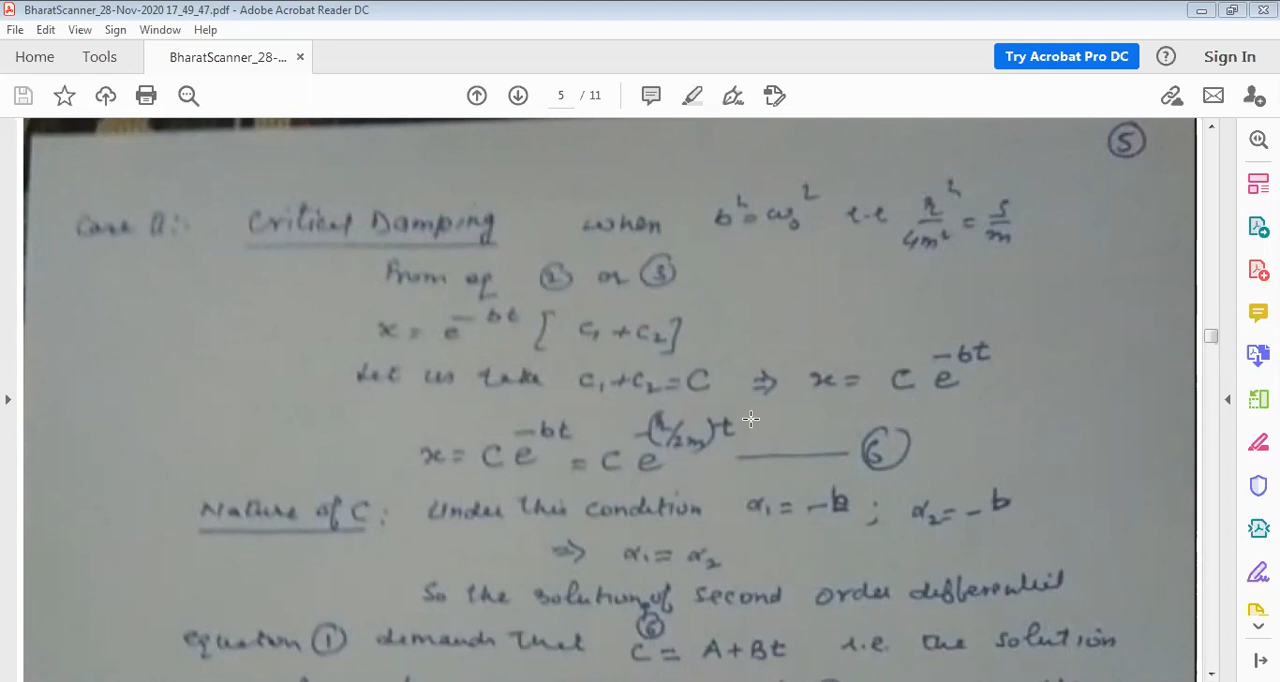 BharatScanner_28-Nov-2020 17_49_47.pdf - Adobe Acrobat Reader DC
File Edit View Sign Window Help
Home Tools BharatScanner_28-... ×
Try Acrobat Pro DC
Sign In
5 / 11
⑤
Critical Damping when b² = ω₀² i.e r²/4m² = s/m
From eq ② or ③
x = e^-bt [ C₁ + C₂ ]
Let us take C₁+C₂ = C ⇒ x = C e^-bt
x = C e^-bt = C e^-(r/2m)t ——— ⑥
Nature of C : Under this condition α₁ = -b ; α₂ = -b
⇒ α₁ = α₂
So the solution of second order differential
⑥
equation ① demands that C = A + Bt i.e. the solution